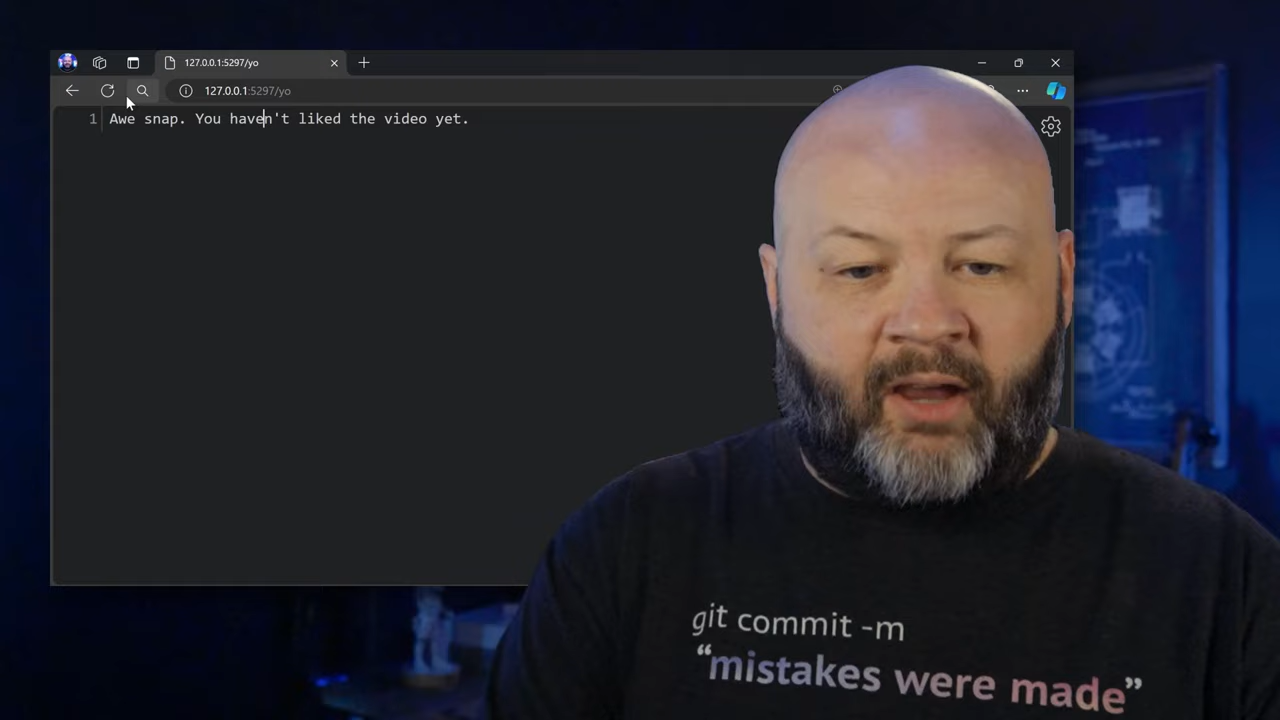 127.0.0.1:5297/yo
127.0.0.1:5297/yo
1 Awe snap. You haven't liked the video yet.
git commit -m
“mistakes were made”